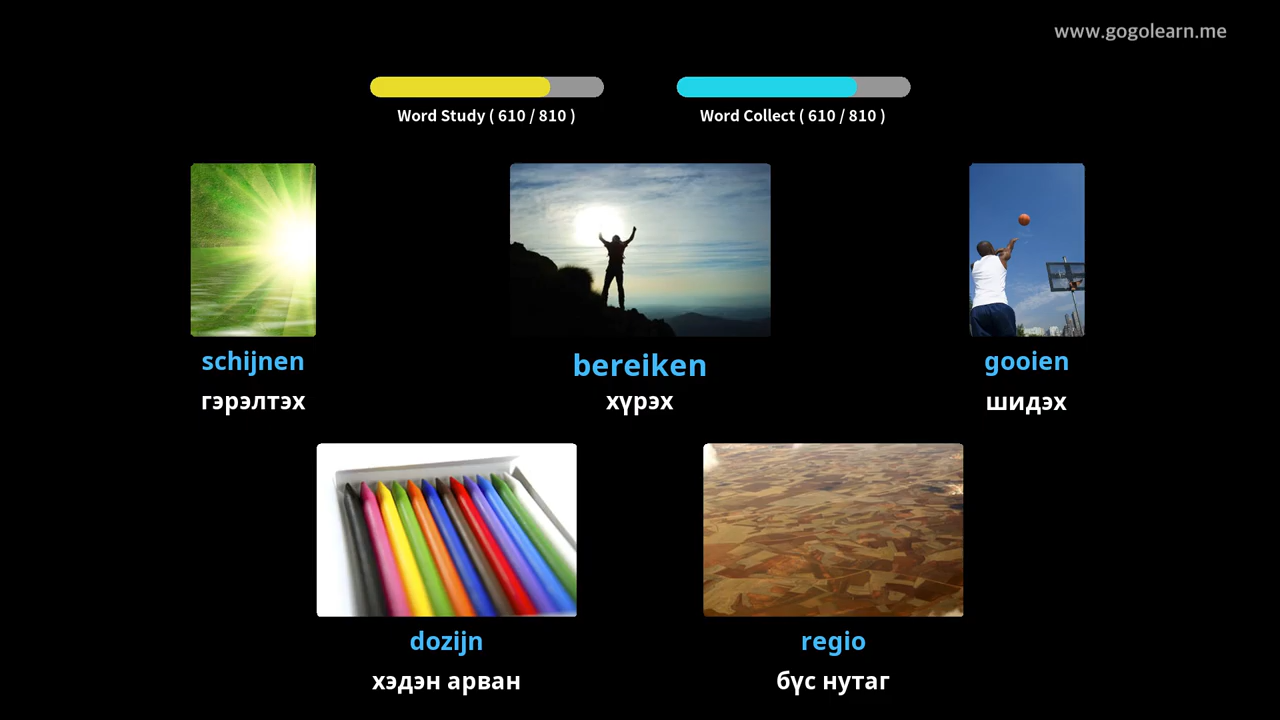 www.gogolearn.me
Word Study ( 610 / 810 )
Word Collect ( 610 / 810 )
schijnen
гэрэлтэх
bereiken
хүрэх
gooien
шидэх
dozijn
хэдэн арван
regio
бүс нутаг